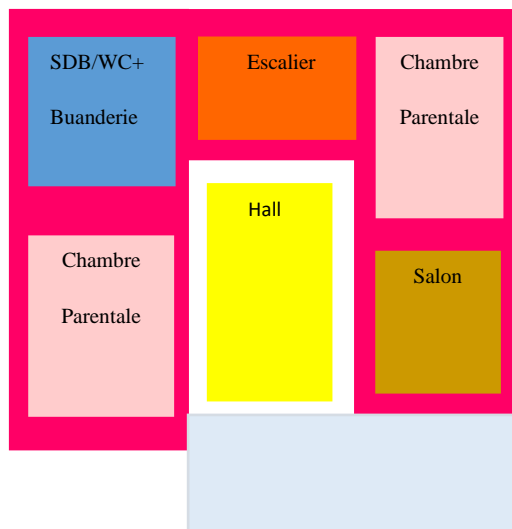 SDB/WC+
Buanderie
Escalier
Chambre
Parentale
Hall
Chambre
Parentale
Salon